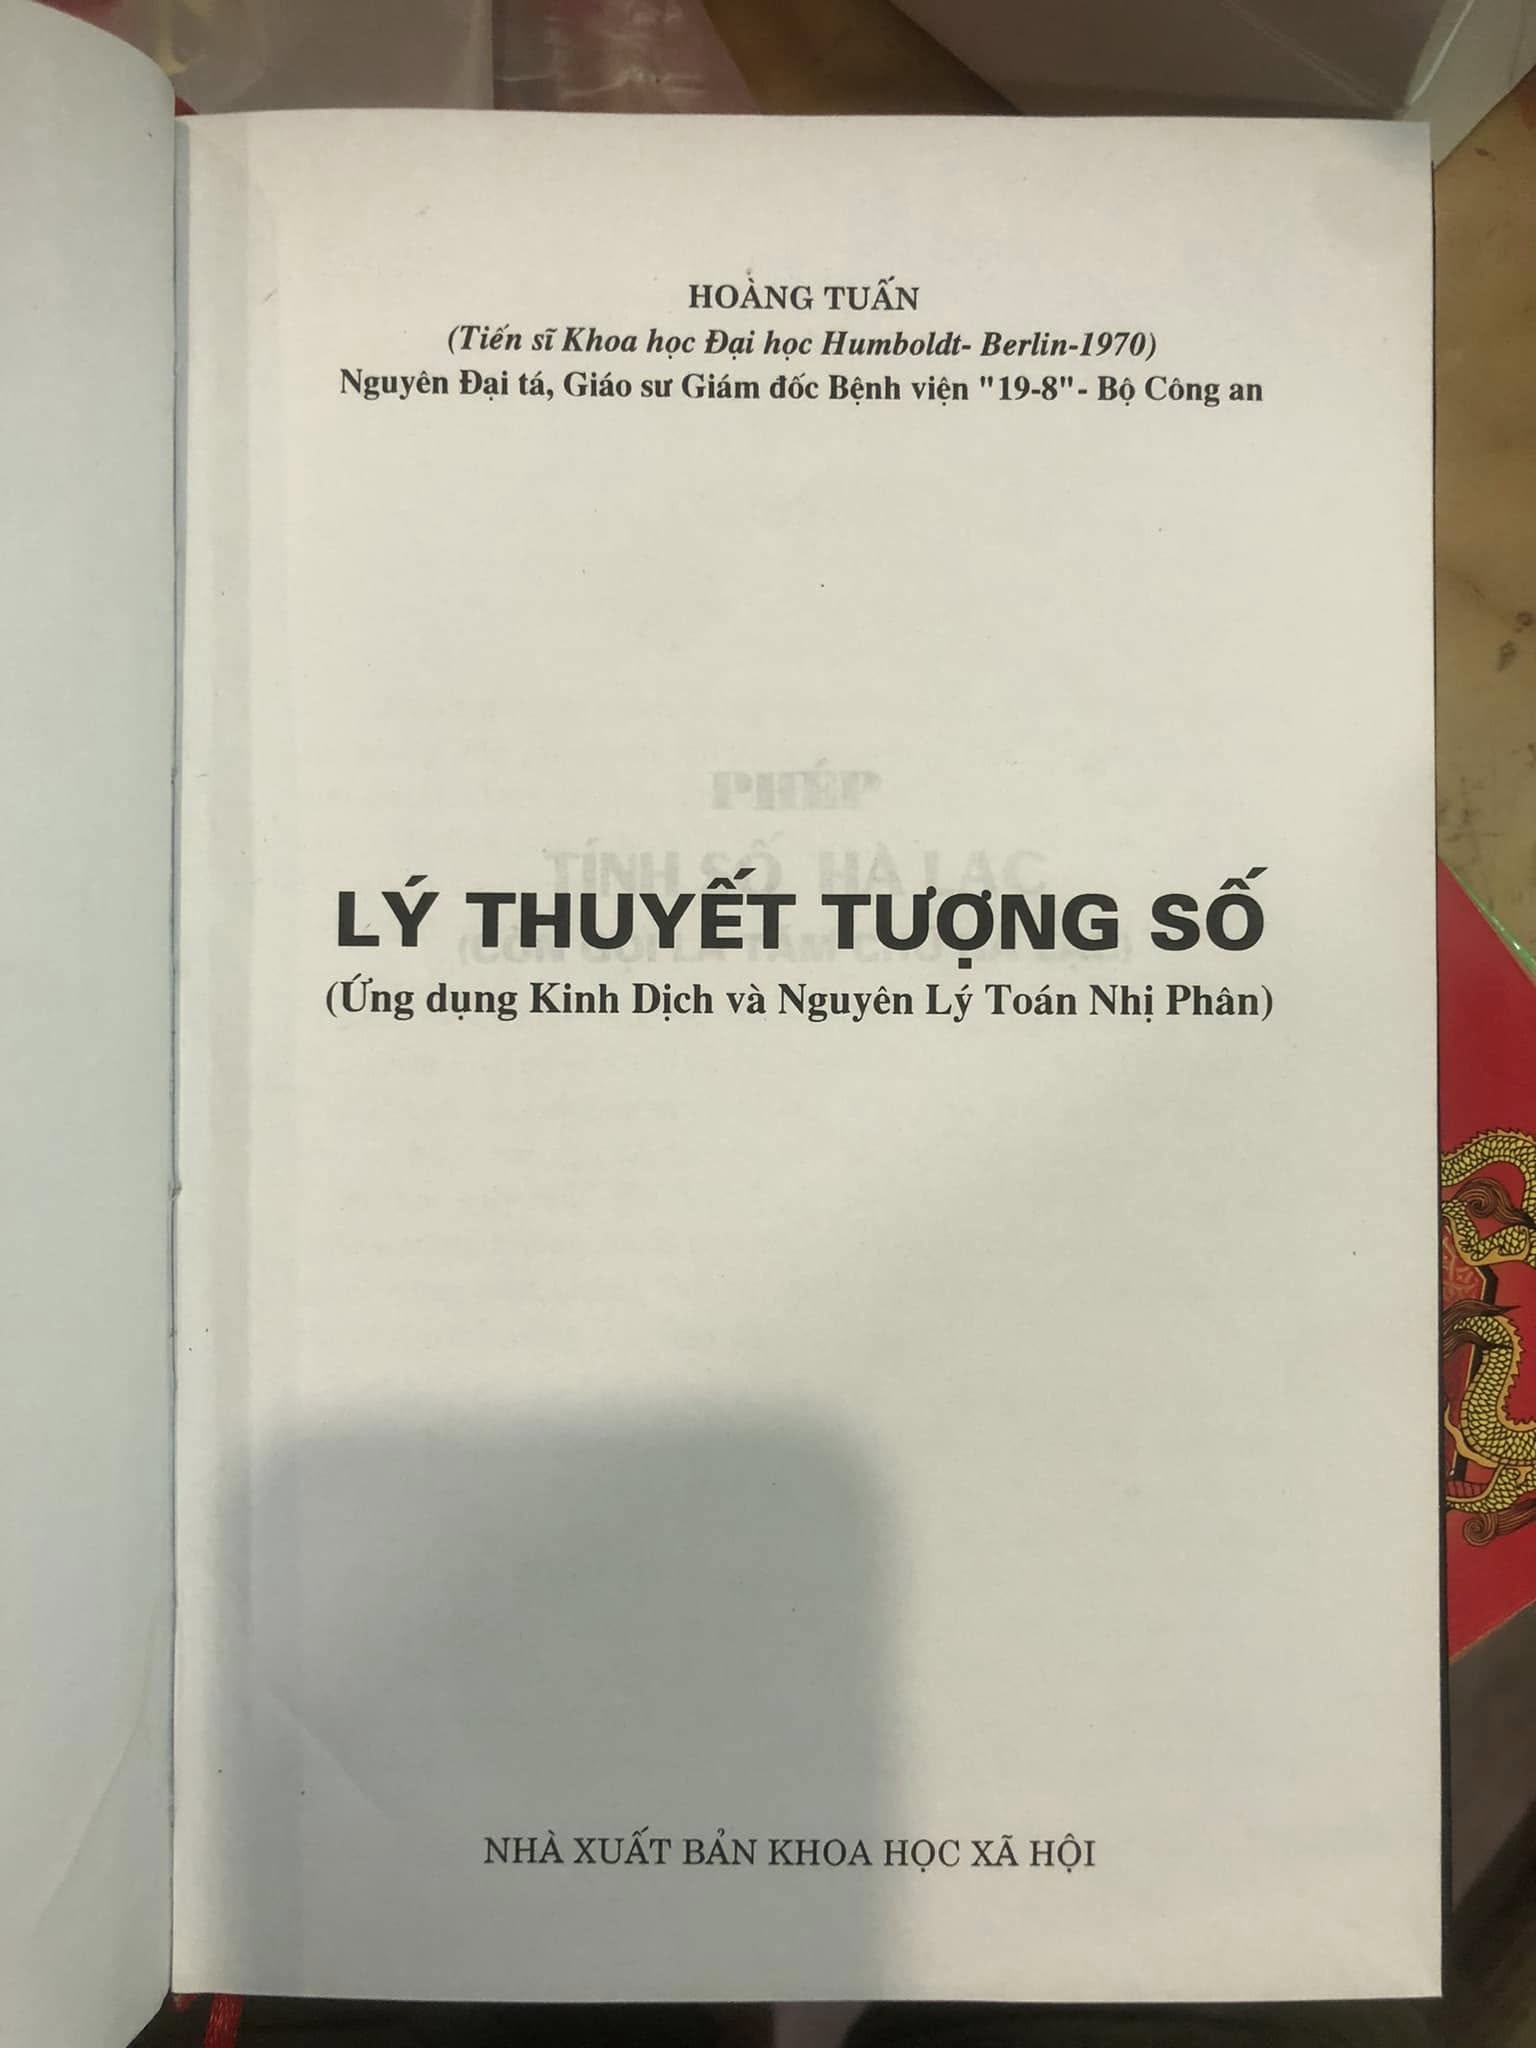 HOÀNG TUẤN
(Tiến sĩ Khoa học Đại học Humboldt- Berlin-1970)
Nguyên Đại tá, Giáo sư Giám đốc Bệnh viện "19-8"- Bộ Công an
PHÉP
TÍNH SỐ HÀ LẠC
LÝ THUYẾT TƯỢNG SỐ
(Ứng dụng Kinh Dịch và Nguyên Lý Toán Nhị Phân)
NHÀ XUẤT BẢN KHOA HỌC XÃ HỘI